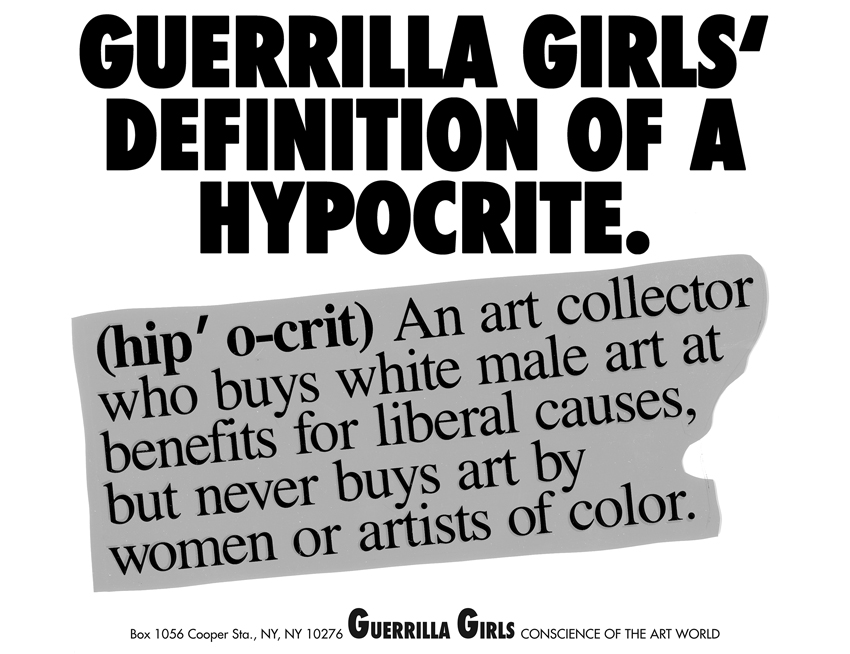 GUERRILLA GIRLS'
DEFINITION OF A
HYPOCRITE.
(hip′ o-crit) An art collector
who buys white male art at
benefits for liberal causes,
but never buys art by
women or artists of color.
Box 1056 Cooper Sta., NY, NY 10276 GUERRILLA GIRLS CONSCIENCE OF THE ART WORLD